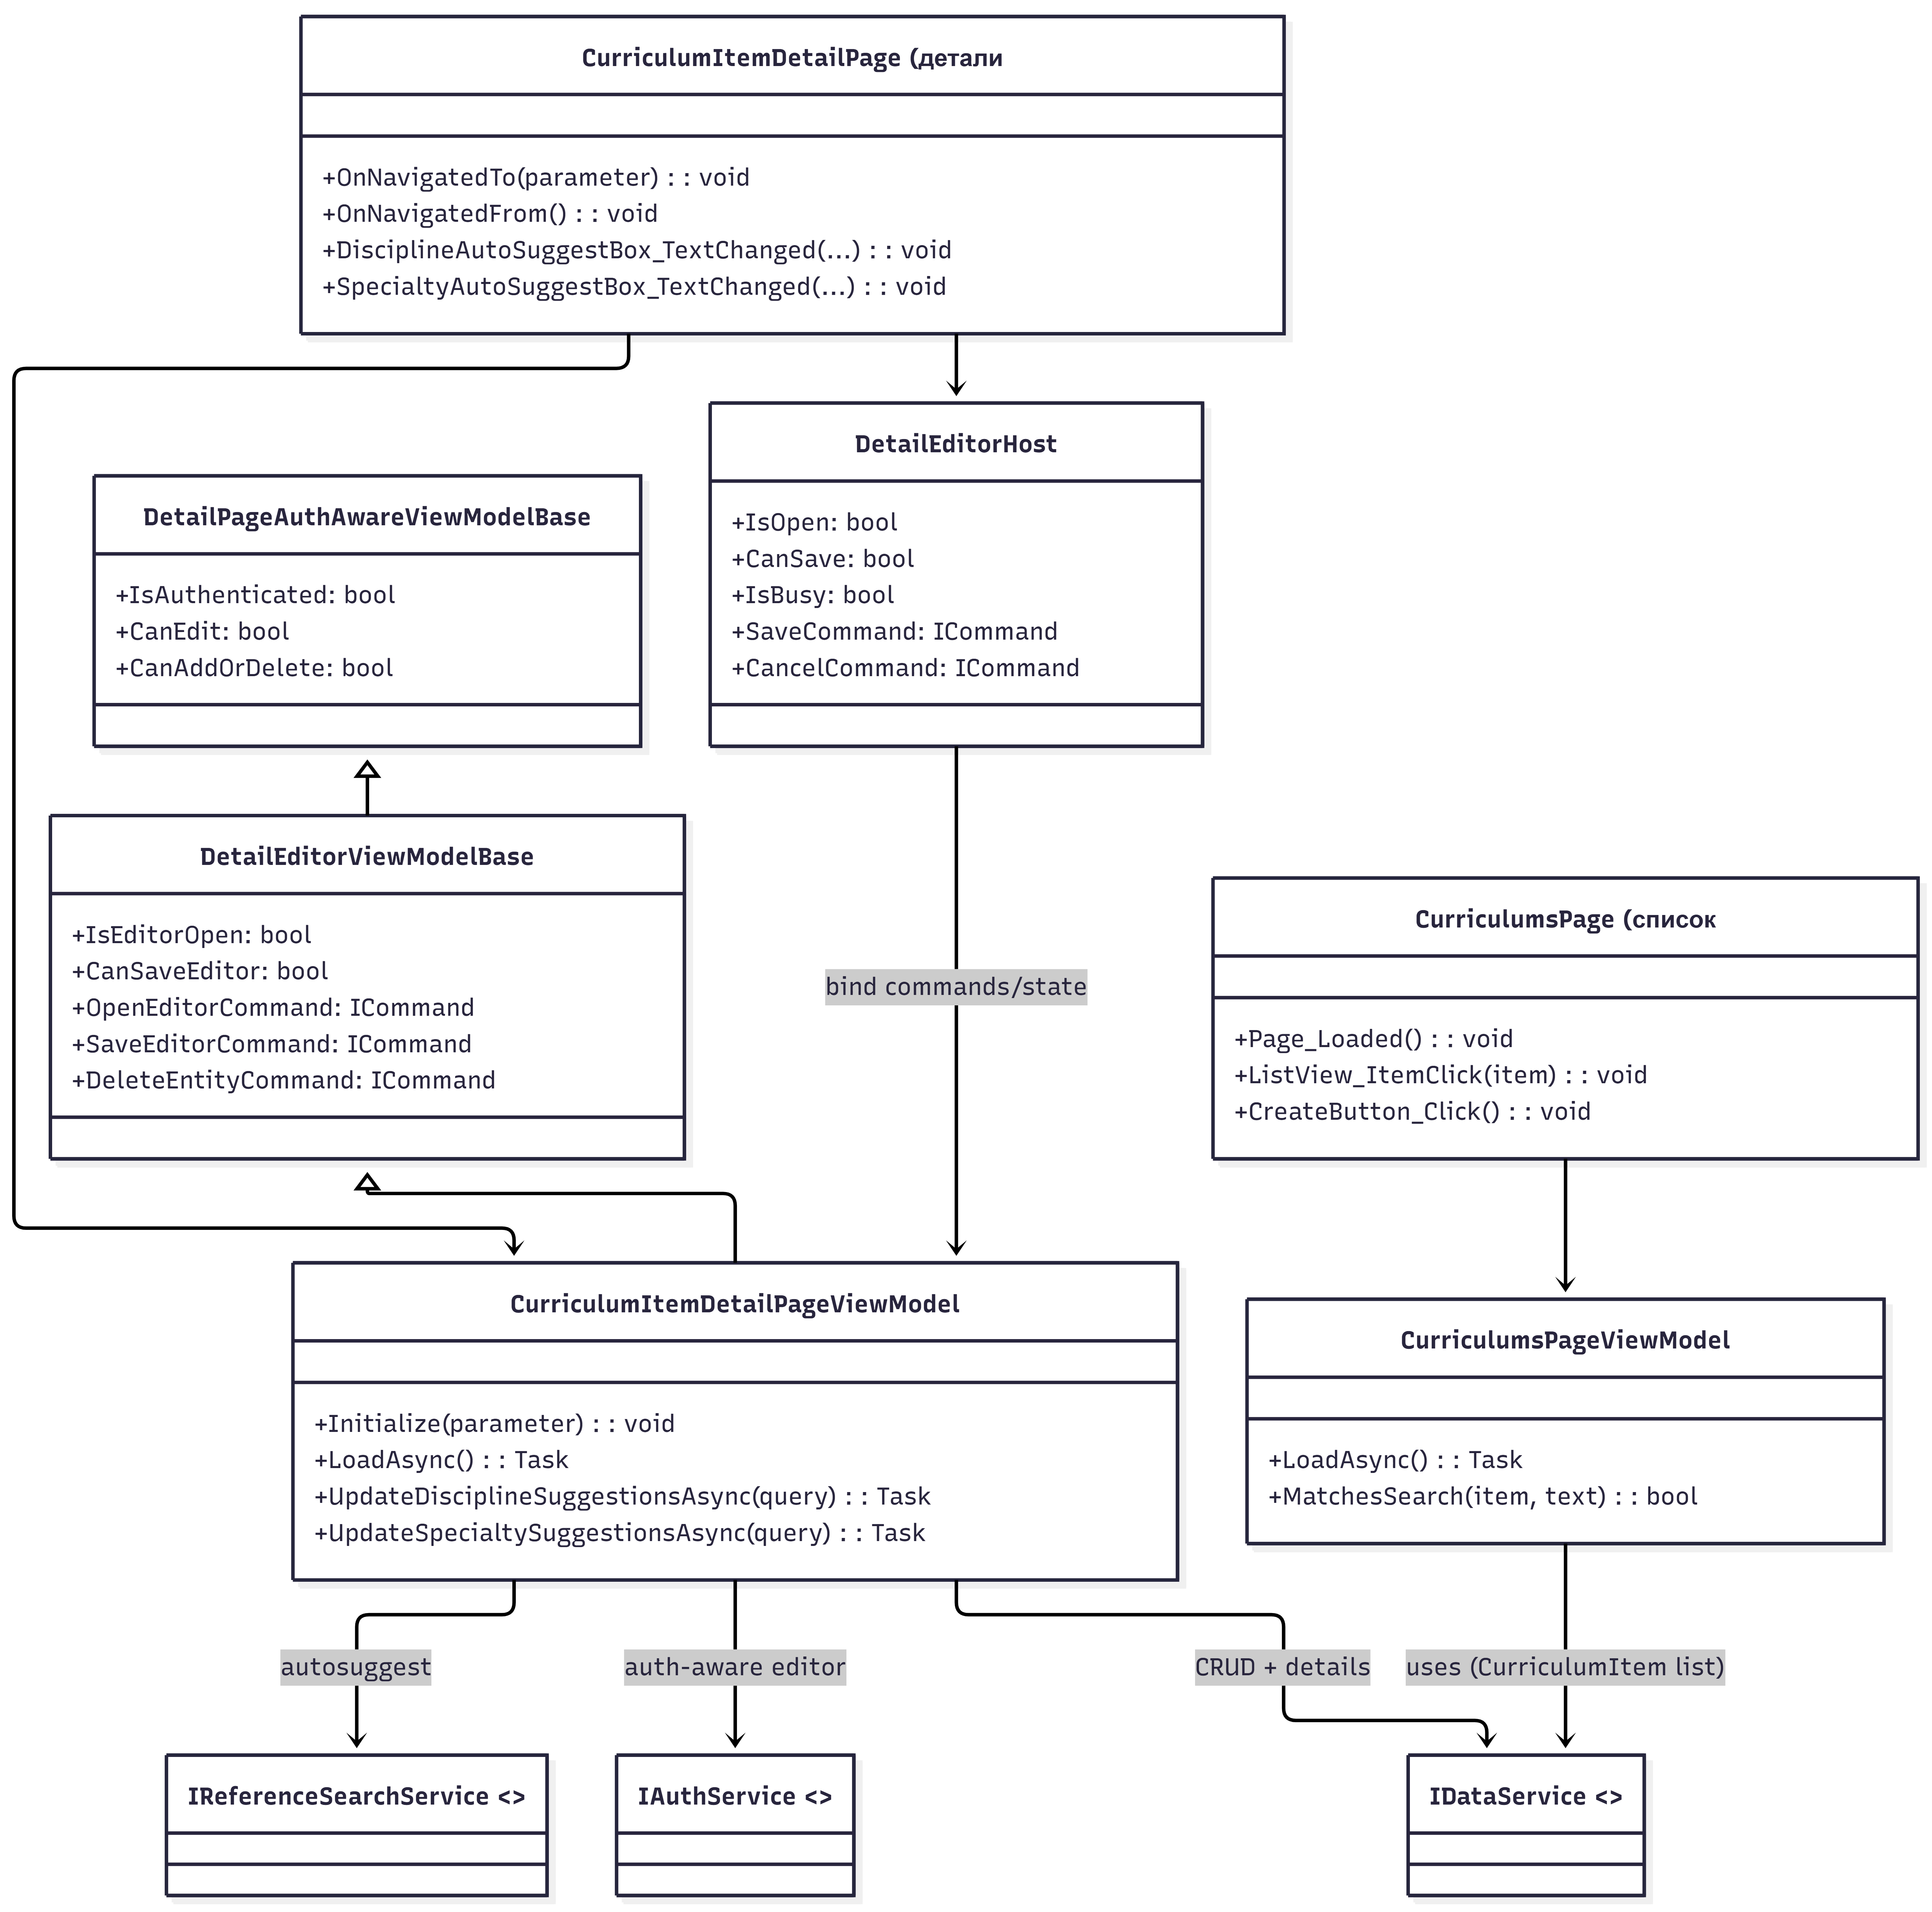 CurriculumItemDetailPage (детали
+OnNavigatedTo(parameter) : : void
+OnNavigatedFrom() : : void
+DisciplineAutoSuggestBox_TextChanged(...) : : void
+SpecialtyAutoSuggestBox_TextChanged(...) : : void
DetailEditorHost
+IsOpen: bool
+CanSave: bool
+IsBusy: bool
+SaveCommand: ICommand
+CancelCommand: ICommand
DetailPageAuthAwareViewModelBase
+IsAuthenticated: bool
+CanEdit: bool
+CanAddOrDelete: bool
DetailEditorViewModelBase
+IsEditorOpen: bool
+CanSaveEditor: bool
+OpenEditorCommand: ICommand
+SaveEditorCommand: ICommand
+DeleteEntityCommand: ICommand
bind commands/state
CurriculumsPage (список
+Page_Loaded() : : void
+ListView_ItemClick(item) : : void
+CreateButton_Click() : : void
CurriculumItemDetailPageViewModel
+Initialize(parameter) : : void
+LoadAsync() : : Task
+UpdateDisciplineSuggestionsAsync(query) : : Task
+UpdateSpecialtySuggestionsAsync(query) : : Task
CurriculumsPageViewModel
+LoadAsync() : : Task
+MatchesSearch(item, text) : : bool
autosuggest
auth-aware editor
CRUD + details
uses (CurriculumItem list)
IReferenceSearchService <>
IAuthService <>
IDataService <>